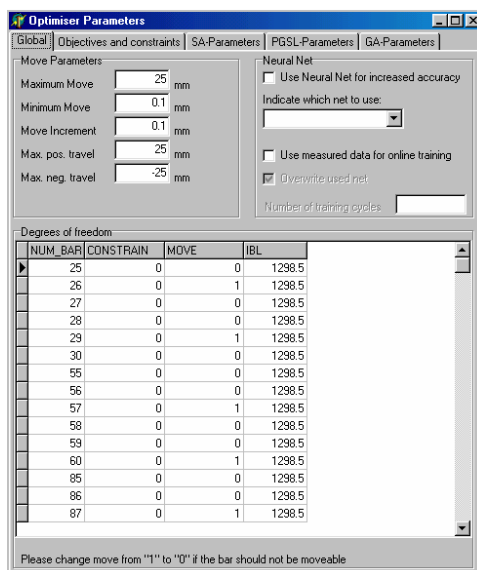 Optimiser Parameters
Global Objectives and constraints SA-Parameters PGSL-Parameters GA-Parameters
Move Parameters
Maximum Move 25 mm
Minimum Move 0.1 mm
Move Increment 0.1 mm
Max. pos. travel 25 mm
Max. neg. travel -25 mm
Neural Net
Use Neural Net for increased accuracy
Indicate which net to use:
Use measured data for online training
Overwrite used net
Number of training cycles
Degrees of freedom
NUM_BAR CONSTRAIN MOVE IBL
25 0 0 1298.5
26 0 1 1298.5
27 0 0 1298.5
28 0 0 1298.5
29 0 1 1298.5
30 0 0 1298.5
55 0 0 1298.5
56 0 0 1298.5
57 0 1 1298.5
58 0 0 1298.5
59 0 0 1298.5
60 0 1 1298.5
85 0 0 1298.5
86 0 0 1298.5
87 0 1 1298.5
Please change move from "1" to "0" if the bar should not be moveable